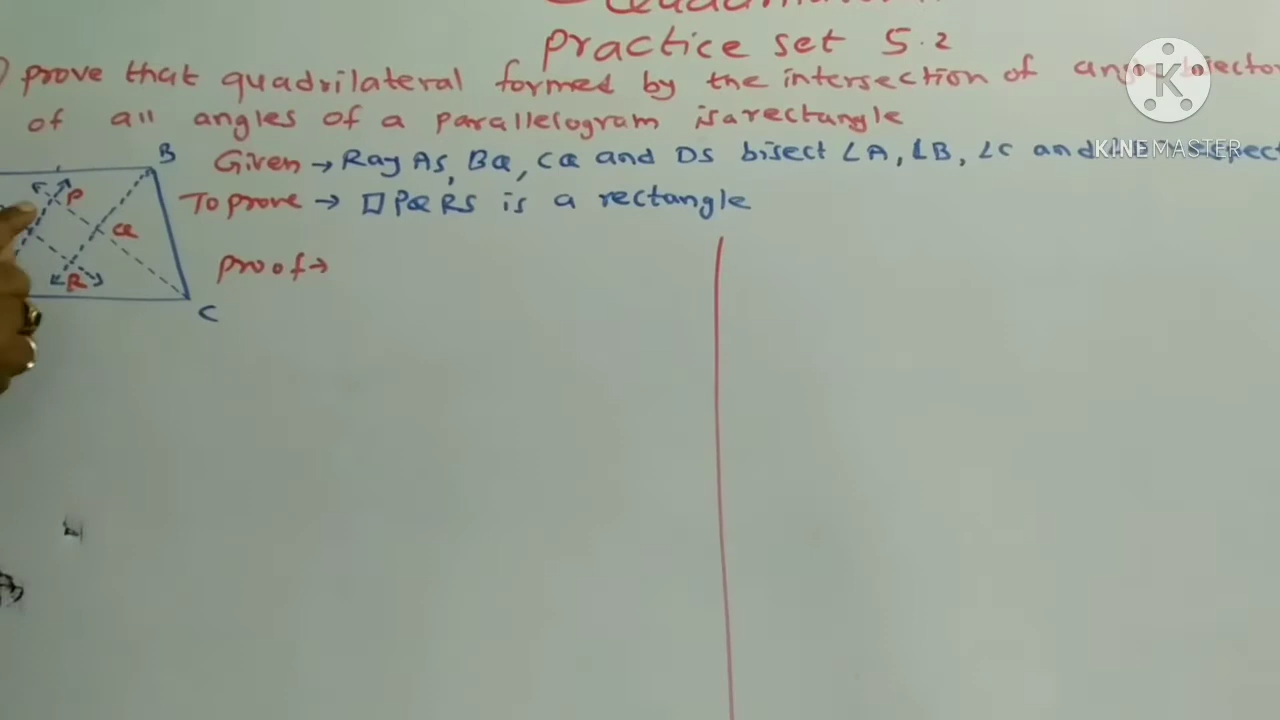 Practice set 5.2
) prove that quadrilateral formed by the intersection of
of all angles of a parallelogram is a rectangle
Given → Ray AS, BQ, CQ and DS bisect ∠A, ∠B, ∠C and
To prove → □ PQRS is a rectangle
Proof →
B
P
Q
R
C
K
KINEMASTER